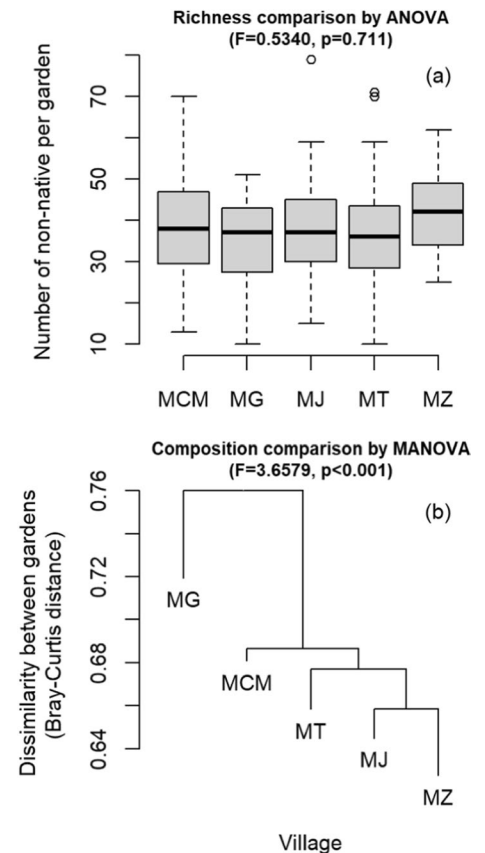 Richness comparison by ANOVA
(F=0.5340, p=0.711)
(a)
Number of non-native per garden
70
50
30
10
MCM MG MJ MT MZ
Composition comparison by MANOVA
(F=3.6579, p<0.001)
(b)
Dissimilarity between gardens
(Bray-Curtis distance)
0.76
0.72
0.68
0.64
MG
MCM
MT
MJ
MZ
Village